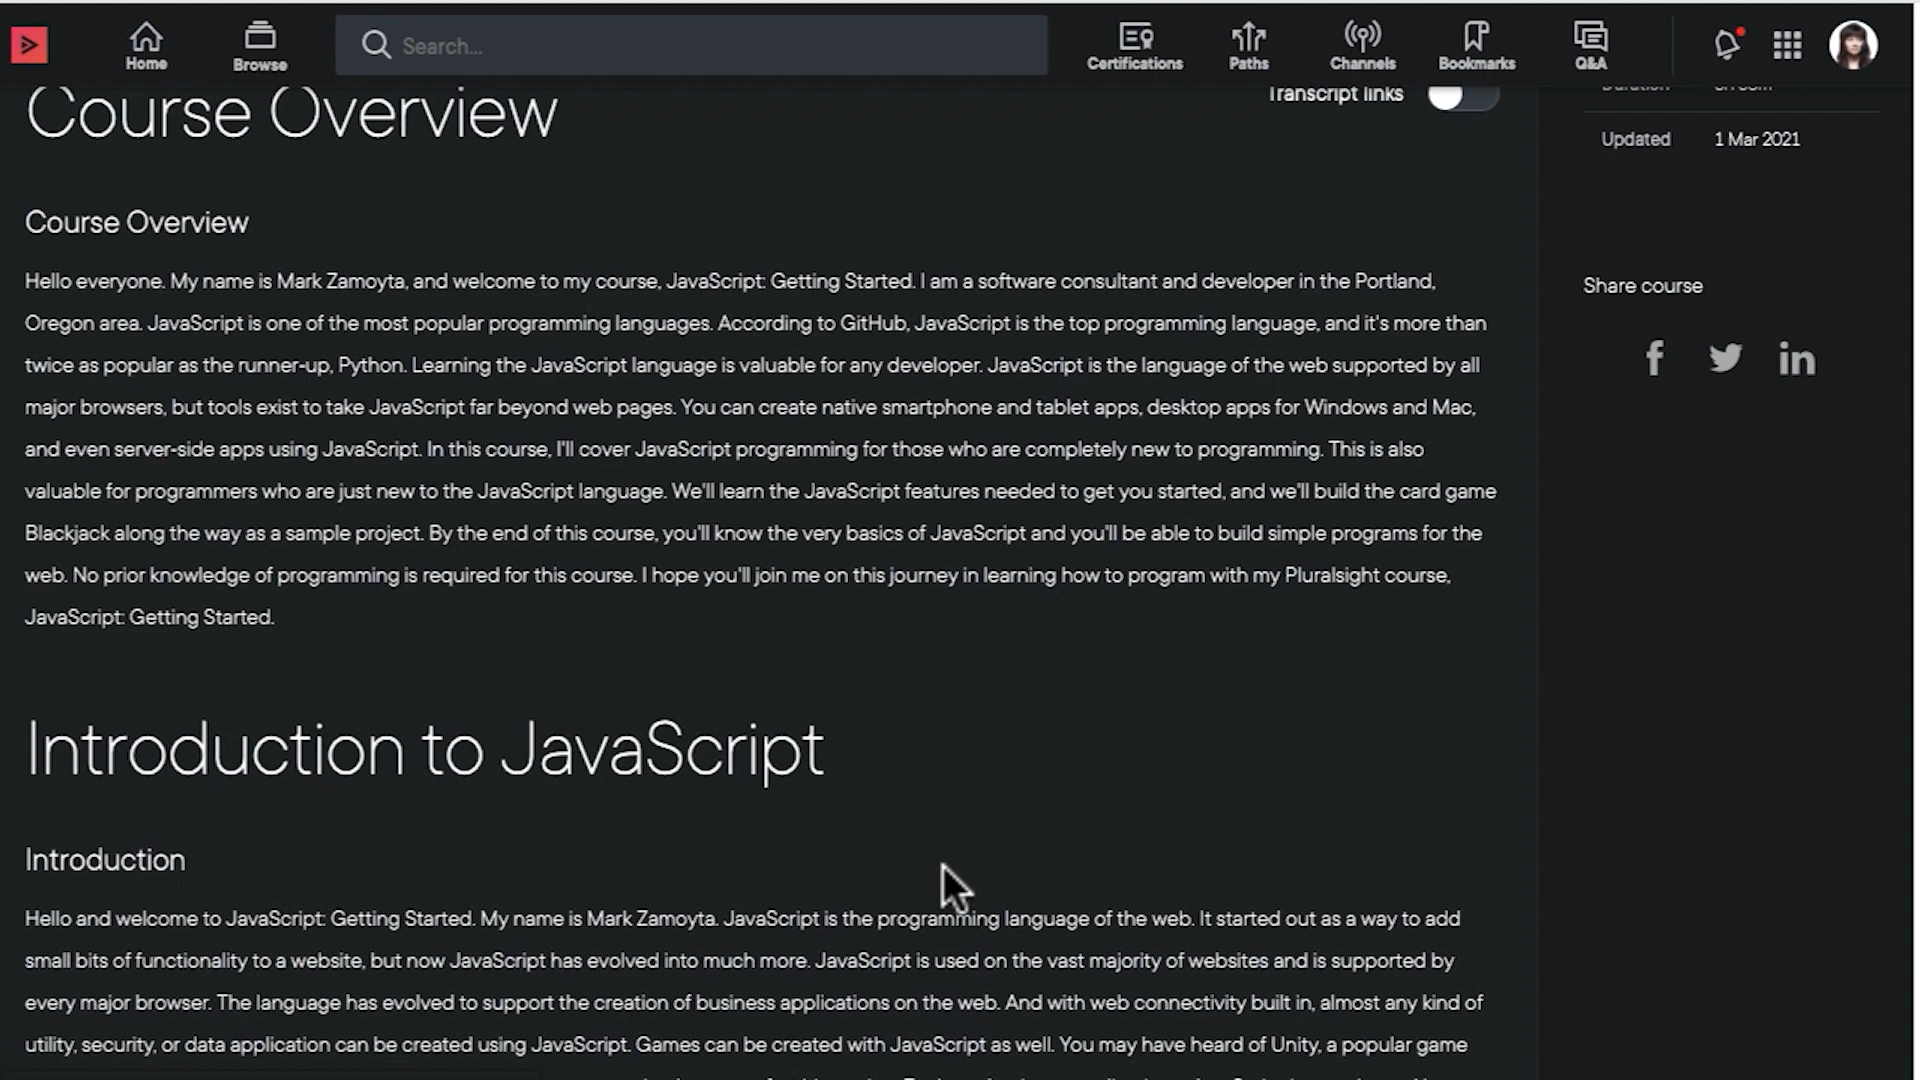 Home
Browse
Search...
Certifications
Paths
Channels
Bookmarks
Q&A
Course Overview
Transcript links
Duration
Updated 1 Mar 2021
Course Overview
Hello everyone. My name is Mark Zamoyta, and welcome to my course, JavaScript: Getting Started. I am a software consultant and developer in the Portland,
Oregon area. JavaScript is one of the most popular programming languages. According to GitHub, JavaScript is the top programming language, and it's more than
twice as popular as the runner-up, Python. Learning the JavaScript language is valuable for any developer. JavaScript is the language of the web supported by all
major browsers, but tools exist to take JavaScript far beyond web pages. You can create native smartphone and tablet apps, desktop apps for Windows and Mac,
and even server-side apps using JavaScript. In this course, I'll cover JavaScript programming for those who are completely new to programming. This is also
valuable for programmers who are just new to the JavaScript language. We'll learn the JavaScript features needed to get you started, and we'll build the card game
Blackjack along the way as a sample project. By the end of this course, you'll know the very basics of JavaScript and you'll be able to build simple programs for the
web. No prior knowledge of programming is required for this course. I hope you'll join me on this journey in learning how to program with my Pluralsight course,
JavaScript: Getting Started.
Share course
Introduction to JavaScript
Introduction
Hello and welcome to JavaScript: Getting Started. My name is Mark Zamoyta. JavaScript is the programming language of the web. It started out as a way to add
small bits of functionality to a website, but now JavaScript has evolved into much more. JavaScript is used on the vast majority of websites and is supported by
every major browser. The language has evolved to support the creation of business applications on the web. And with web connectivity built in, almost any kind of
utility, security, or data application can be created using JavaScript. Games can be created with JavaScript as well. You may have heard of Unity, a popular game